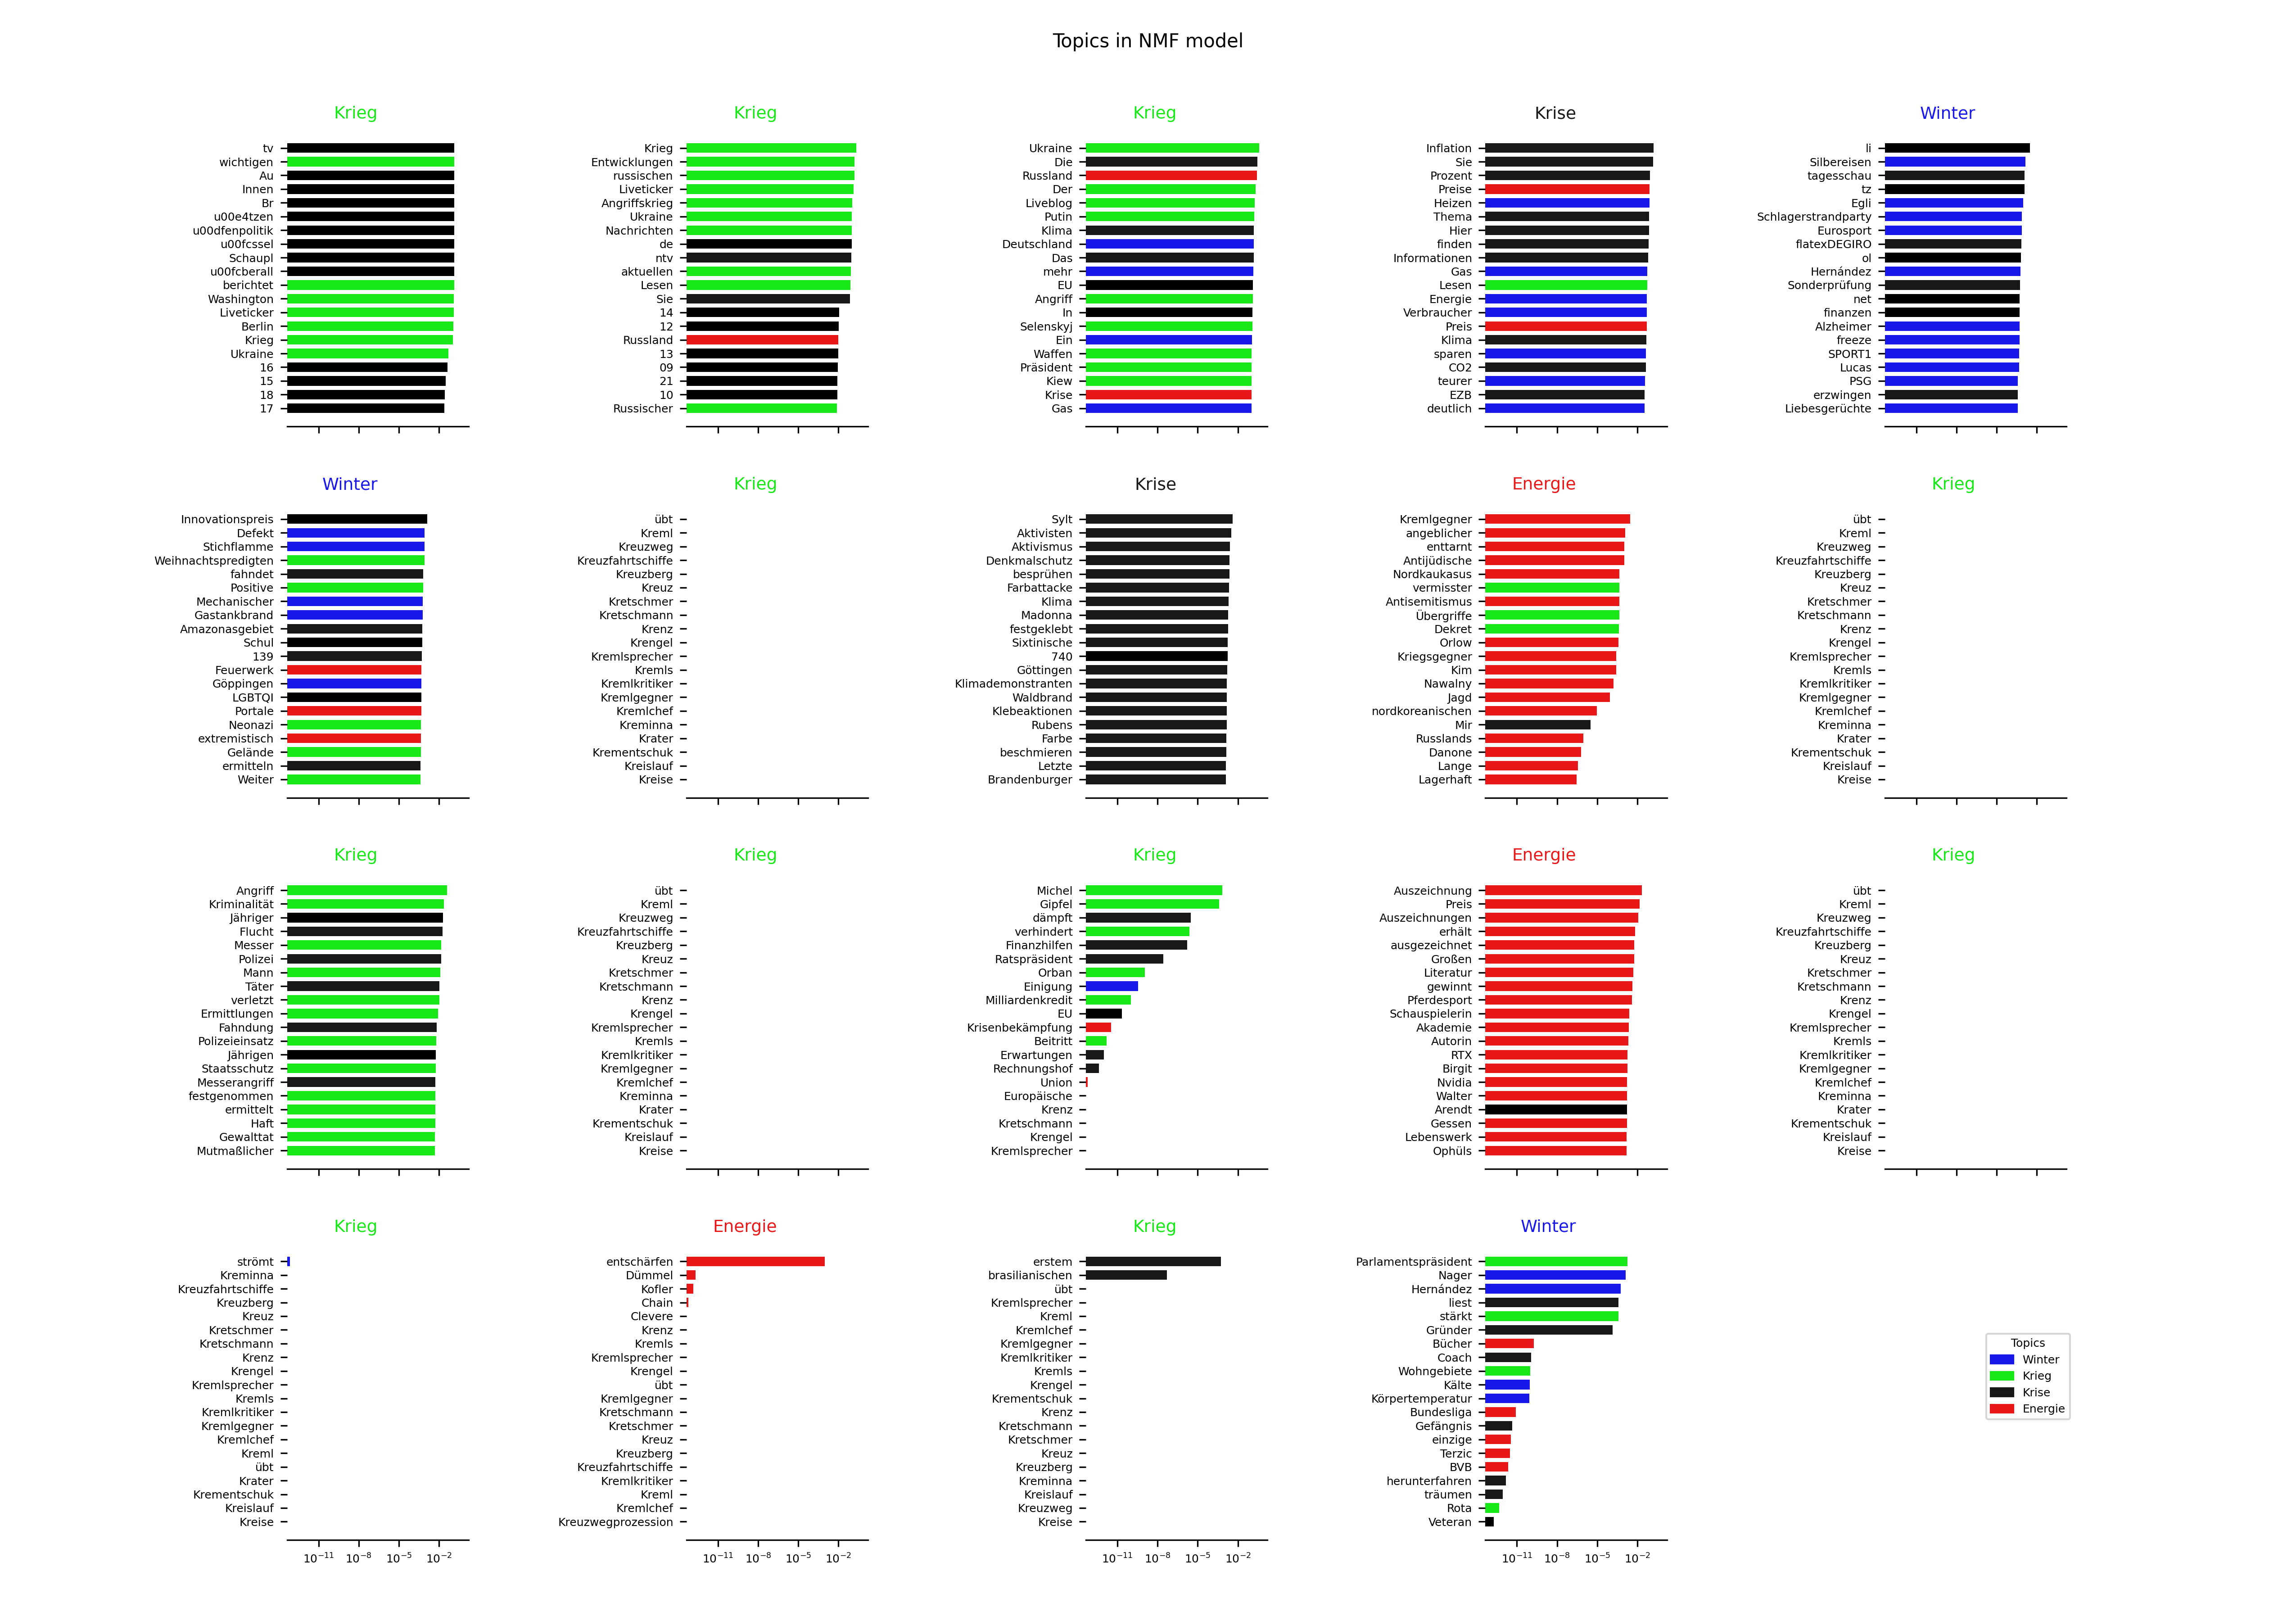 Topics in NMF model
Krieg
tv
wichtigen
Au
Innen
Br
u00e4tzen
u00dfenpolitik
u00fcssel
Schaupl
u00fcberall
berichtet
Washington
Liveticker
Berlin
Krieg
Ukraine
16
15
18
17
Krieg
Krieg
Entwicklungen
russischen
Liveticker
Angriffskrieg
Ukraine
Nachrichten
de
ntv
aktuellen
Lesen
Sie
14
12
Russland
13
09
21
10
Russischer
Krieg
Ukraine
Die
Russland
Der
Liveblog
Putin
Klima
Deutschland
Das
mehr
EU
Angriff
In
Selenskyj
Ein
Waffen
Präsident
Kiew
Krise
Gas
Krise
Inflation
Sie
Prozent
Preise
Heizen
Thema
Hier
finden
Informationen
Gas
Lesen
Energie
Verbraucher
Preis
Klima
sparen
CO2
teurer
EZB
deutlich
Winter
li
Silbereisen
tagesschau
tz
Egli
Schlagerstrandparty
Eurosport
flatexDEGIRO
ol
Hernández
Sonderprüfung
net
finanzen
Alzheimer
freeze
SPORT1
Lucas
PSG
erzwingen
Liebesgerüchte
Winter
Innovationspreis
Defekt
Stichflamme
Weihnachtspredigten
fahndet
Positive
Mechanischer
Gastankbrand
Amazonasgebiet
Schul
139
Feuerwerk
Göppingen
LGBTQI
Portale
Neonazi
extremistisch
Gelände
ermitteln
Weiter
Krieg
übt
Kreml
Kreuzweg
Kreuzfahrtschiffe
Kreuzberg
Kreuz
Kretschmer
Kretschmann
Krenz
Krengel
Kremlsprecher
Kremls
Kremlkritiker
Kremlgegner
Kremlchef
Kreminna
Krater
Krementschuk
Kreislauf
Kreise
Krise
Sylt
Aktivisten
Aktivismus
Denkmalschutz
besprühen
Farbattacke
Klima
Madonna
festgeklebt
Sixtinische
740
Göttingen
Klimademonstranten
Waldbrand
Klebeaktionen
Rubens
Farbe
beschmieren
Letzte
Brandenburger
Energie
Kremlgegner
angeblicher
enttarnt
Antijüdische
Nordkaukasus
vermisster
Antisemitismus
Übergriffe
Dekret
Orlow
Kriegsgegner
Kim
Nawalny
Jagd
nordkoreanischen
Mir
Russlands
Danone
Lange
Lagerhaft
Krieg
übt
Kreml
Kreuzweg
Kreuzfahrtschiffe
Kreuzberg
Kreuz
Kretschmer
Kretschmann
Krenz
Krengel
Kremlsprecher
Kremls
Kremlkritiker
Kremlgegner
Kremlchef
Kreminna
Krater
Krementschuk
Kreislauf
Kreise
Krieg
Angriff
Kriminalität
Jähriger
Flucht
Messer
Polizei
Mann
Täter
verletzt
Ermittlungen
Fahndung
Polizeieinsatz
Jährigen
Staatsschutz
Messerangriff
festgenommen
ermittelt
Haft
Gewalttat
Mutmaßlicher
Krieg
übt
Kreml
Kreuzweg
Kreuzfahrtschiffe
Kreuzberg
Kreuz
Kretschmer
Kretschmann
Krenz
Krengel
Kremlsprecher
Kremls
Kremlkritiker
Kremlgegner
Kremlchef
Kreminna
Krater
Krementschuk
Kreislauf
Kreise
Krieg
Michel
Gipfel
dämpft
verhindert
Finanzhilfen
Ratspräsident
Orban
Einigung
Milliardenkredit
EU
Krisenbekämpfung
Beitritt
Erwartungen
Rechnungshof
Union
Europäische
Krenz
Kretschmann
Krengel
Kremlsprecher
Energie
Auszeichnung
Preis
Auszeichnungen
erhält
ausgezeichnet
Großen
Literatur
gewinnt
Pferdesport
Schauspielerin
Akademie
Autorin
RTX
Birgit
Nvidia
Walter
Arendt
Gessen
Lebenswerk
Ophüls
Krieg
übt
Kreml
Kreuzweg
Kreuzfahrtschiffe
Kreuzberg
Kreuz
Kretschmer
Kretschmann
Krenz
Krengel
Kremlsprecher
Kremls
Kremlkritiker
Kremlgegner
Kremlchef
Kreminna
Krater
Krementschuk
Kreislauf
Kreise
Krieg
strömt
Kreminna
Kreuzfahrtschiffe
Kreuzberg
Kreuz
Kretschmer
Kretschmann
Krenz
Krengel
Kremlsprecher
Kremls
Kremlkritiker
Kremlgegner
Kremlchef
Kreml
übt
Krater
Krementschuk
Kreislauf
Kreise
10⁻¹¹ 10⁻⁸ 10⁻⁵ 10⁻²
Energie
entschärfen
Dümmel
Kofler
Chain
Clevere
Krenz
Kremls
Kremlsprecher
Krengel
übt
Kremlgegner
Kretschmann
Kretschmer
Kreuz
Kreuzberg
Kreuzfahrtschiffe
Kremlkritiker
Kreml
Kremlchef
Kreuzwegprozession
10⁻¹¹ 10⁻⁸ 10⁻⁵ 10⁻²
Krieg
erstem
brasilianischen
übt
Kremlsprecher
Kreml
Kremlchef
Kremlgegner
Kremlkritiker
Kremls
Krengel
Krementschuk
Krenz
Kretschmann
Kretschmer
Kreuz
Kreuzberg
Kreminna
Kreislauf
Kreuzweg
Kreise
10⁻¹¹ 10⁻⁸ 10⁻⁵ 10⁻²
Winter
Parlamentspräsident
Nager
Hernández
liest
stärkt
Gründer
Bücher
Coach
Wohngebiete
Kälte
Körpertemperatur
Bundesliga
Gefängnis
einzige
Terzic
BVB
herunterfahren
träumen
Rota
Veteran
10⁻¹¹ 10⁻⁸ 10⁻⁵ 10⁻²
Topics
Winter
Krieg
Krise
Energie